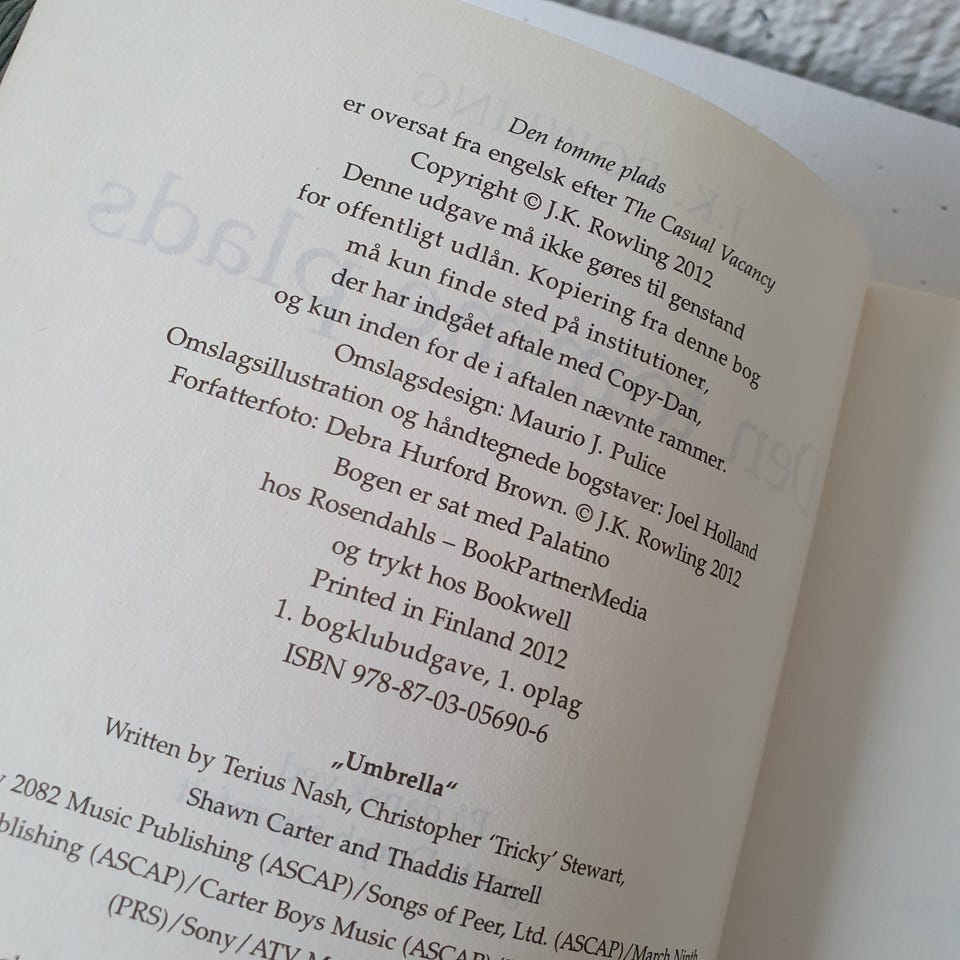 Den tomme plads
er oversat fra engelsk efter The Casual Vacancy
Copyright © J.K. Rowling 2012
Denne udgave må ikke gøres til genstand
for offentligt udlån. Kopiering fra denne bog
må kun finde sted på institutioner,
der har indgået aftale med Copy-Dan,
og kun inden for de i aftalen nævnte rammer.
Omslagsdesign: Maurio J. Pulice
Omslagsillustration og håndtegnede bogstaver: Joel Holland
Forfatterfoto: Debra Hurford Brown. © J.K. Rowling 2012
Bogen er sat med Palatino
hos Rosendahls – BookPartnerMedia
og trykt hos Bookwell
Printed in Finland 2012
1. bogklubudgave, 1. oplag
ISBN 978-87-03-05690-6
„Umbrella“
Written by Terius Nash, Christopher ‘Tricky’ Stewart,
Shawn Carter and Thaddis Harrell
2082 Music Publishing (ASCAP)/Songs of Peer, Ltd. (ASCAP)/March Ninth
(ASCAP)/Carter Boys Music (ASCAP)
(PRS)/Sony/ATV